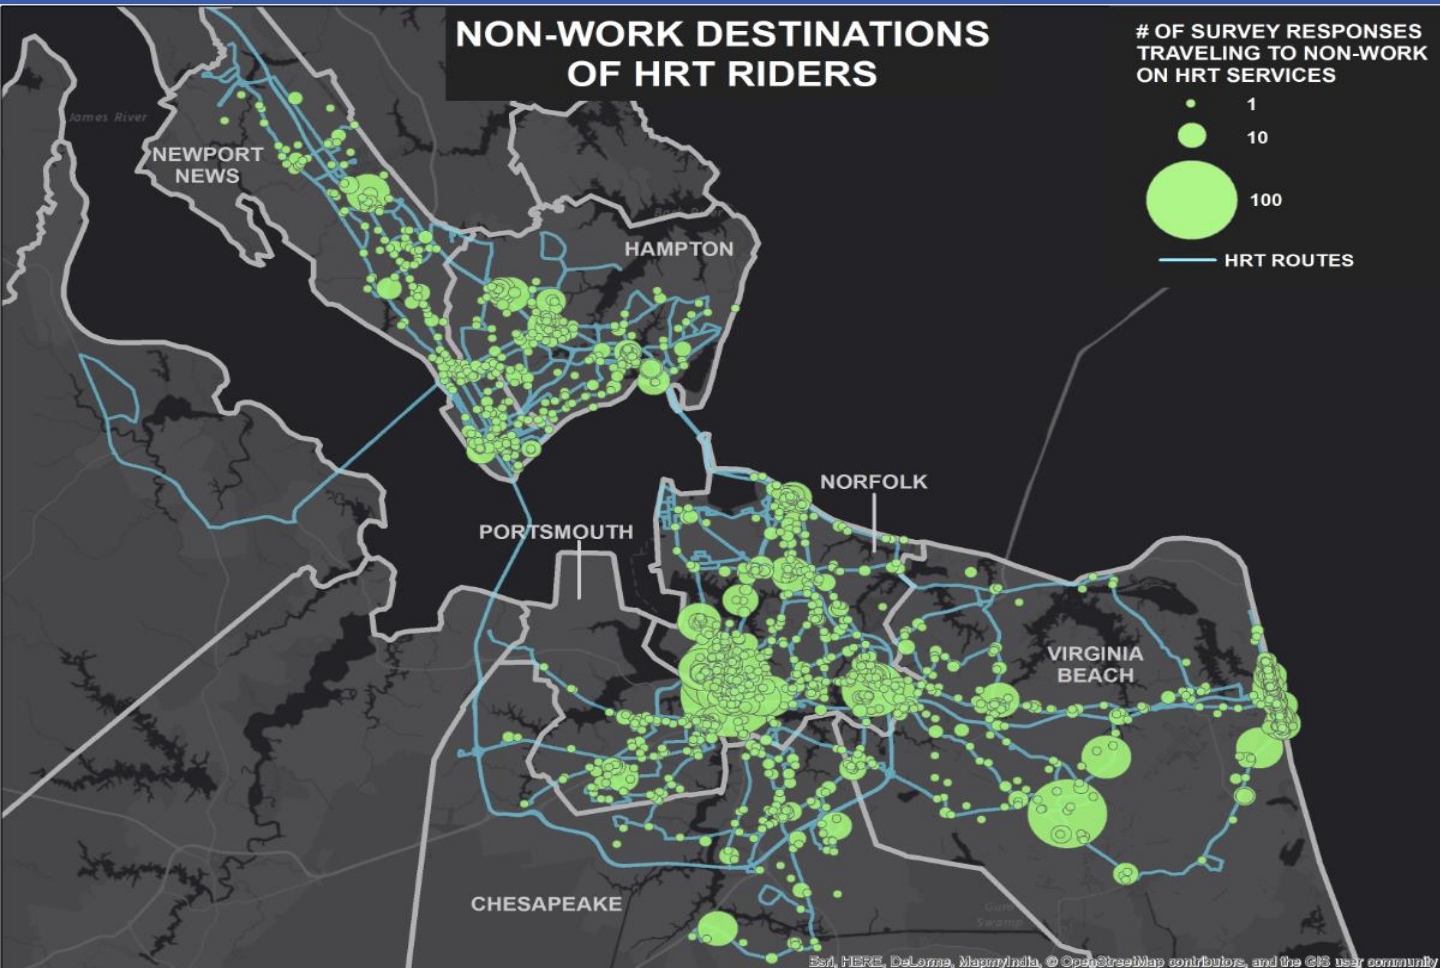 NON-WORK DESTINATIONS
OF HRT RIDERS
# OF SURVEY RESPONSES
TRAVELING TO NON-WORK
ON HRT SERVICES
1
10
100
HRT ROUTES
James River
NEWPORT
NEWS
HAMPTON
NORFOLK
PORTSMOUTH
VIRGINIA
BEACH
CHESAPEAKE
Swamp
Esri, HERE, DeLorme, MapmyIndia, © OpenStreetMap contributors, and the GIS user community